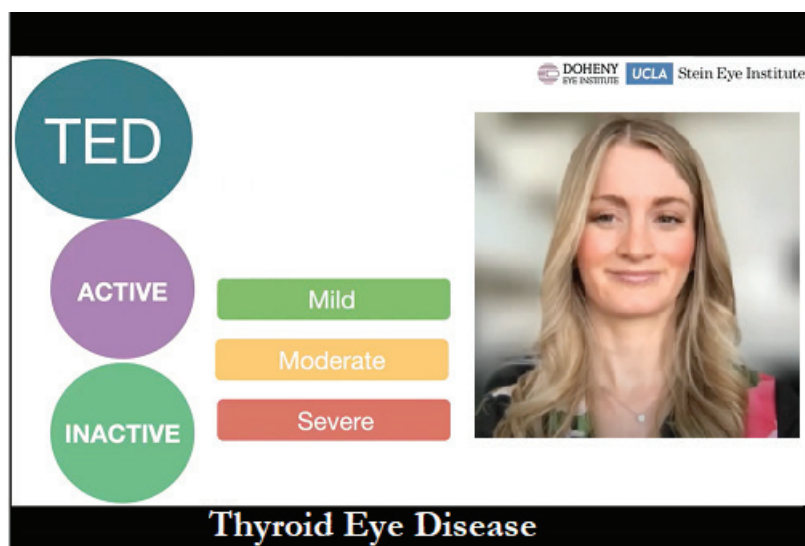 DOHENY
EYE INSTITUTE
UCLA
Stein Eye Institute
TED
ACTIVE
INACTIVE
Mild
Moderate
Severe
Thyroid Eye Disease